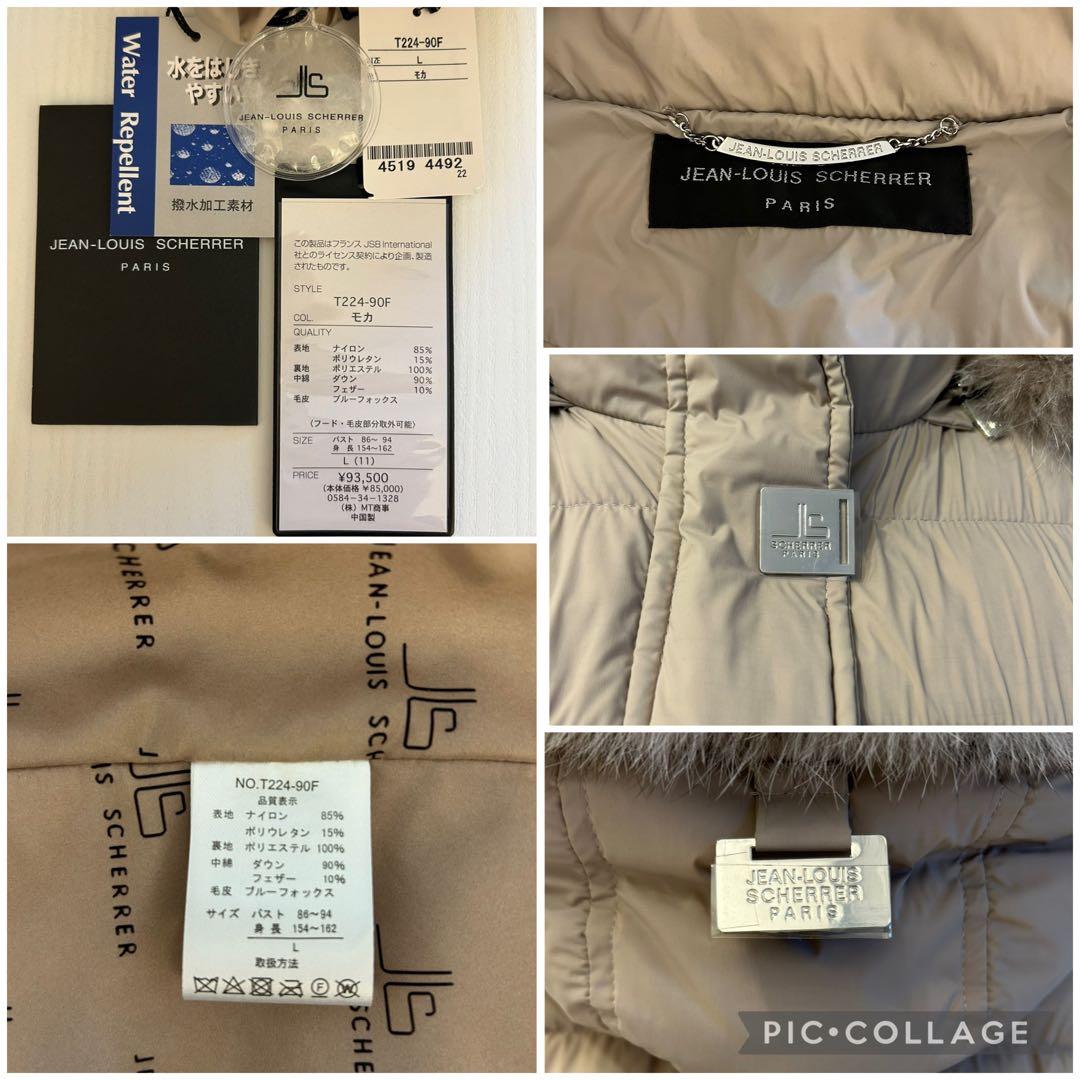 Water Repellent
水をはじき
やすい
撥水加工素材
JLS
JEAN-LOUIS SCHERRER
PARIS
T224-90F
L
モカ
4519 4492
22
JEAN-LOUIS SCHERRER
PARIS
この製品はフランス JSB International
社とのライセンス契約により企画、製造
されたものです。
STYLE
T224-90F
COL. モカ
QUALITY
表地 ナイロン 85%
ポリウレタン 15%
裏地 ポリエステル 100%
中綿 ダウン 90%
フェザー 10%
毛皮 ブルーフォックス
〈フード・毛皮部分取外可能〉
SIZE バスト 86～ 94
身 長 154～162
L (11)
PRICE ¥93,500
(本体価格 ¥85,000)
0584-34-1328
(株) MT商事
中国製
JEAN-LOUIS SCHERRER
JEAN-LOUIS SCHERRER
PARIS
JLS
SCHERRER
PARIS
SCHERRER
JEAN-LOUIS SCH
JLS
JLS
IS SCHERRER
NO.T224-90F
品質表示
表地 ナイロン 85%
ポリウレタン 15%
裏地 ポリエステル 100%
中綿 ダウン 90%
フェザー 10%
毛皮 ブルーフォックス
サイズ バスト 86～94
身 長 154～162
L
取扱方法
F
W
JLS
SCHERRER
JEAN-LOUIS
SCHERRER
PARIS
PIC•COLLAGE